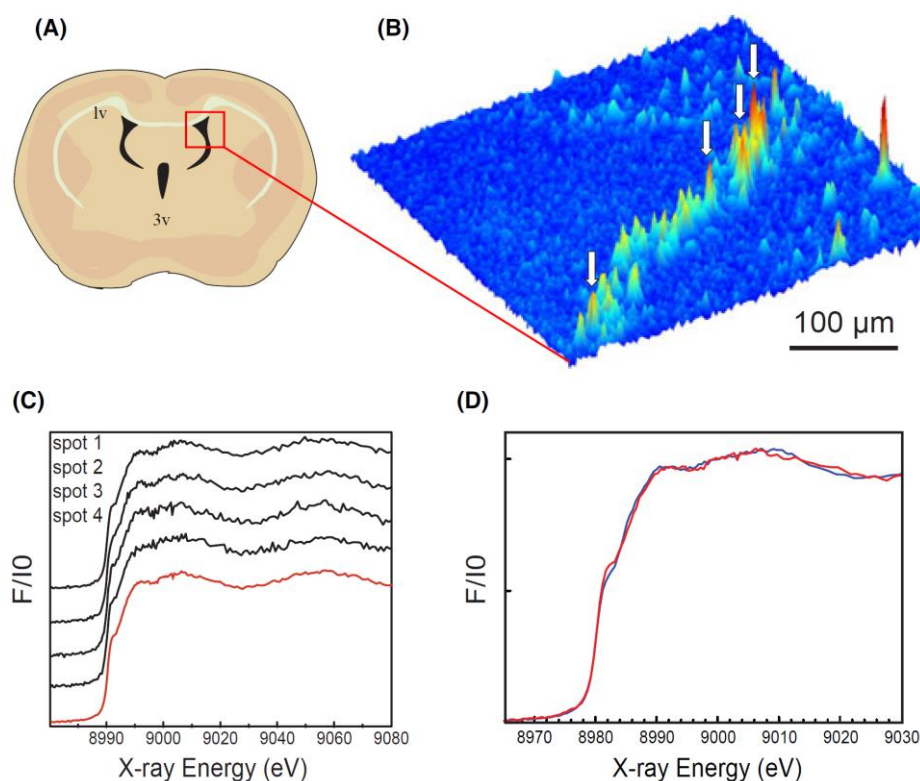 (A)
(B)
lv
3v
100 µm
(C)
(D)
spot 1
spot 2
spot 3
spot 4
F/I0
8990 9000 9020 9040 9060 9080
X-ray Energy (eV)
F/I0
8970 8980 8990 9000 9010 9020 9030
X-ray Energy (eV)